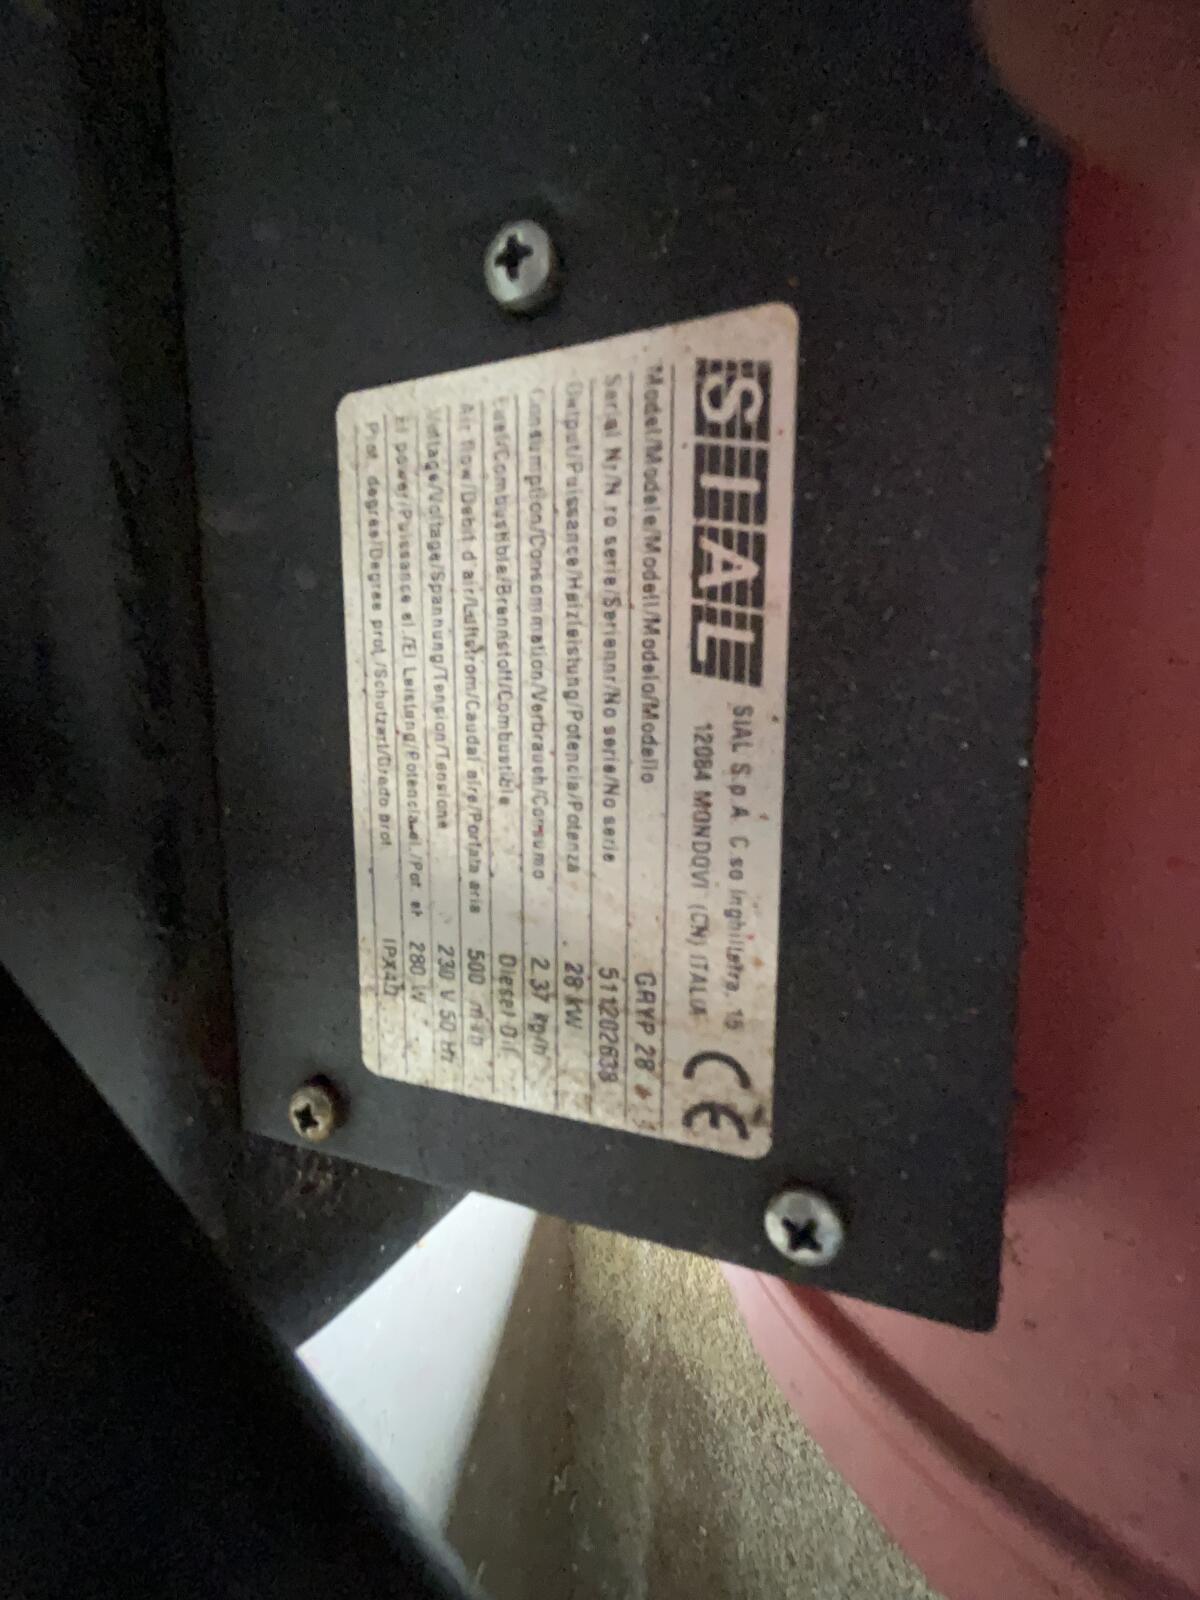 SIAL
SIAL S.p.A. C.so Inghilterra, 15
12084 MONDOVI (CN) ITALIA
CE
Model/Modele/Modell/Modelo/Modello GRYP 28
Serial Nr/N.ro serie/Seriennr/No serie/No serie 511202638
Output/Puissance/Heizleistung/Potencia/Potenza 28 KW
Consumption/Consommation/Verbrauch/Consumo 2.37 kg/h
Fuel/Combustible/Brennstoff/Combustible Diesel Oil
Air flow/Debit d'air/Luftstrom/Caudal aire/Portata aria 500 m³/h
Voltage/Voltage/Spannung/Tension/Tensione 230 V 50 Hz
El power/Puissance el./El Leistung/Potencia el./Pot. el. 280 W
Prot. degree/Degree prot./Schutzart/Grado prot.